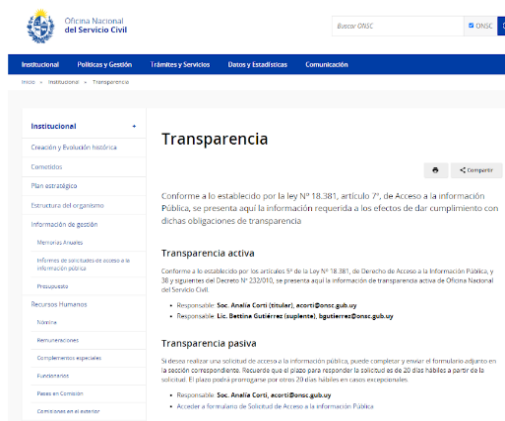 Oficina Nacional
del Servicio Civil
Buscar ONSC
ONSC
Institucional Políticas y Gestión Trámites y Servicios Datos y Estadísticas Comunicación
Inicio » Institucional » Transparencia
Institucional
Creación y Evolución histórica
Cometidos
Plan estratégico
Estructura del organismo
Información de gestión
Memorias Anuales
Informes de solicitudes de acceso a la
información pública
Presupuesto
Recursos Humanos
Nómina
Remuneraciones
Complementos especiales
Funcionarios
Pases en Comisión
Comisiones en el exterior
Transparencia
Compartir
Conforme a lo establecido por la ley Nº 18.381, artículo 7º, de Acceso a la información
Pública, se presenta aquí la información requerida a los efectos de dar cumplimiento con
dichas obligaciones de transparencia
Transparencia activa
Conforme a lo establecido por los artículos 5º de la Ley Nº 18.381, de Derecho de Acceso a la Información Pública, y
38 y siguientes del Decreto Nº 232/010, se presenta aquí la información de transparencia activa de Oficina Nacional
del Servicio Civil.
• Responsable: Soc. Analía Corti (titular), acorti@onsc.gub.uy
• Responsable: Lic. Bettina Gutiérrez (suplente), bgutierrez@onsc.gub.uy
Transparencia pasiva
Si desea realizar una solicitud de acceso a la información pública, puede completar y enviar el formulario adjunto en
la sección correspondiente. Recuerde que el plazo para responder la solicitud es de 20 días hábiles a partir de la
solicitud. El plazo podrá prorrogarse por otros 20 días hábiles en casos excepcionales.
• Responsable: Soc. Analía Corti, acorti@onsc.gub.uy
• Acceder a formulario de Solicitud de Acceso a la información Pública